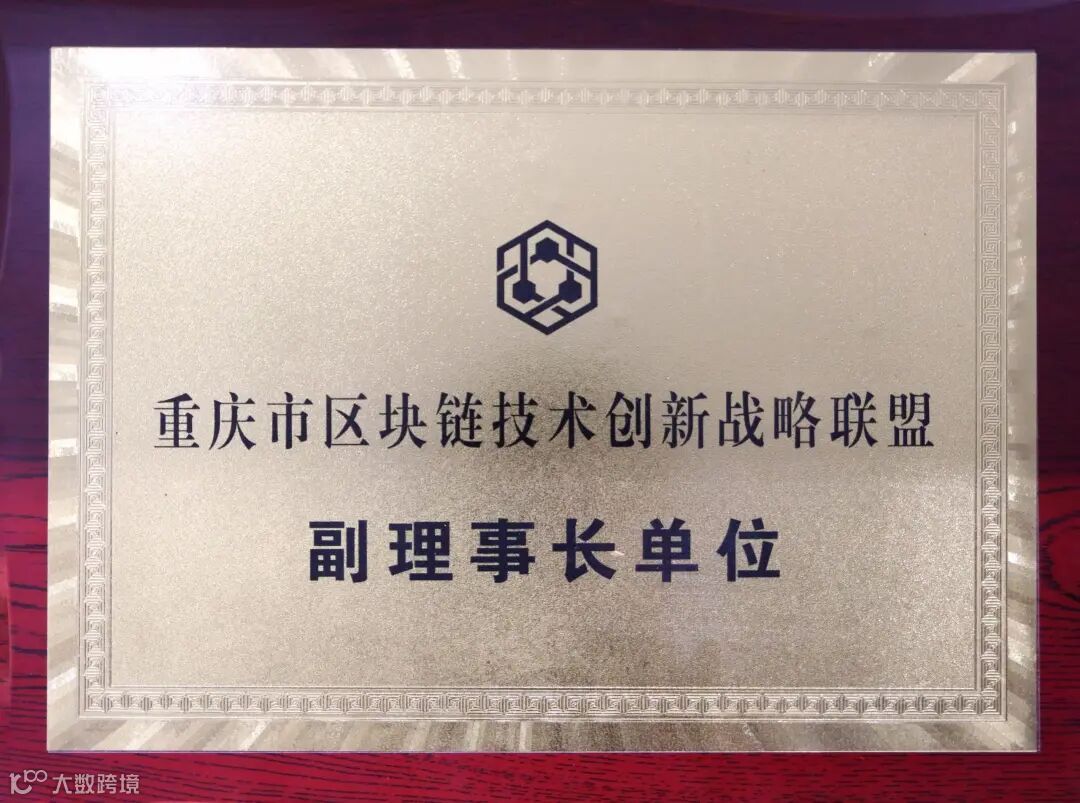 重庆市区块链技术创新战略联盟
副理事长单位
大数跨境